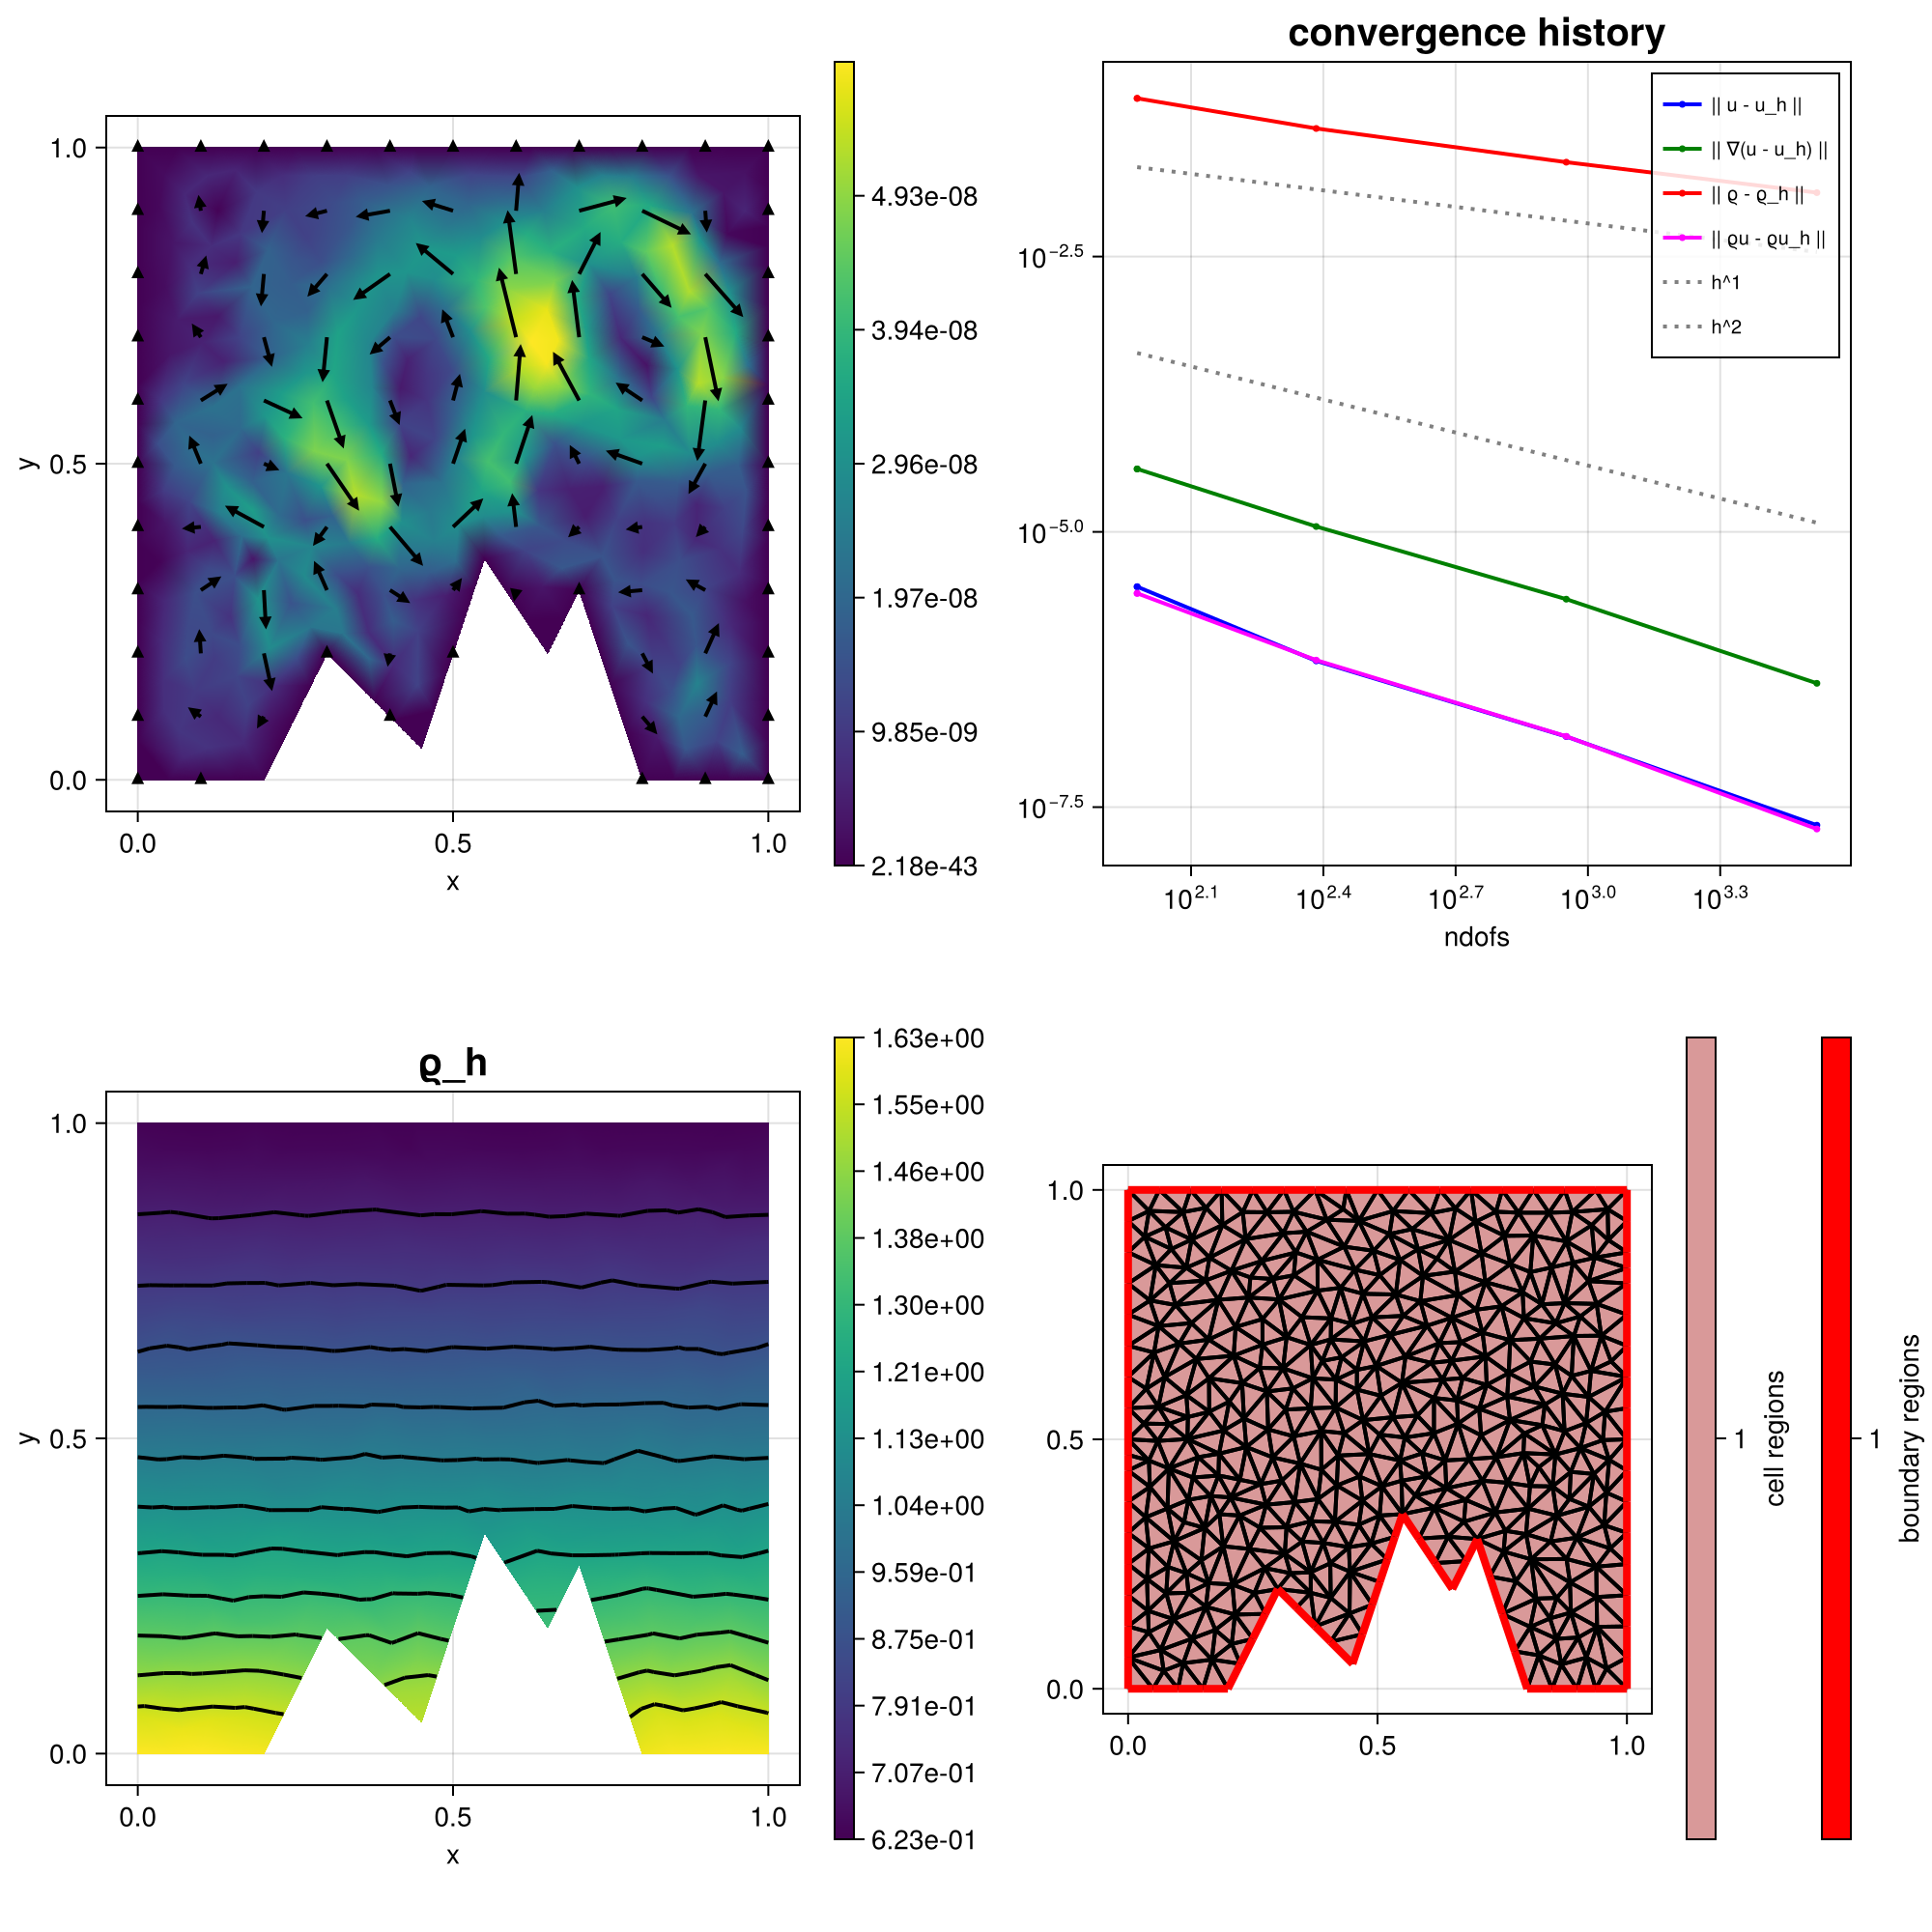 convergence history
1.0
0.5
0.0
y
0.0 0.5 1.0
x
4.93e-08
3.94e-08
2.96e-08
1.97e-08
9.85e-09
2.18e-43
10^−2.5
10^−5.0
10^−7.5
|| u - u_h ||
|| ∇(u - u_h) ||
|| ϱ - ϱ_h ||
|| ϱu - ϱu_h ||
h^1
h^2
10^2.1 10^2.4 10^2.7 10^3.0 10^3.3
ndofs
ϱ_h
1.0
0.5
0.0
y
0.0 0.5 1.0
x
1.63e+00
1.55e+00
1.46e+00
1.38e+00
1.30e+00
1.21e+00
1.13e+00
1.04e+00
9.59e-01
8.75e-01
7.91e-01
7.07e-01
6.23e-01
1.0
0.5
0.0
0.0 0.5 1.0
1
cell regions
1
boundary regions